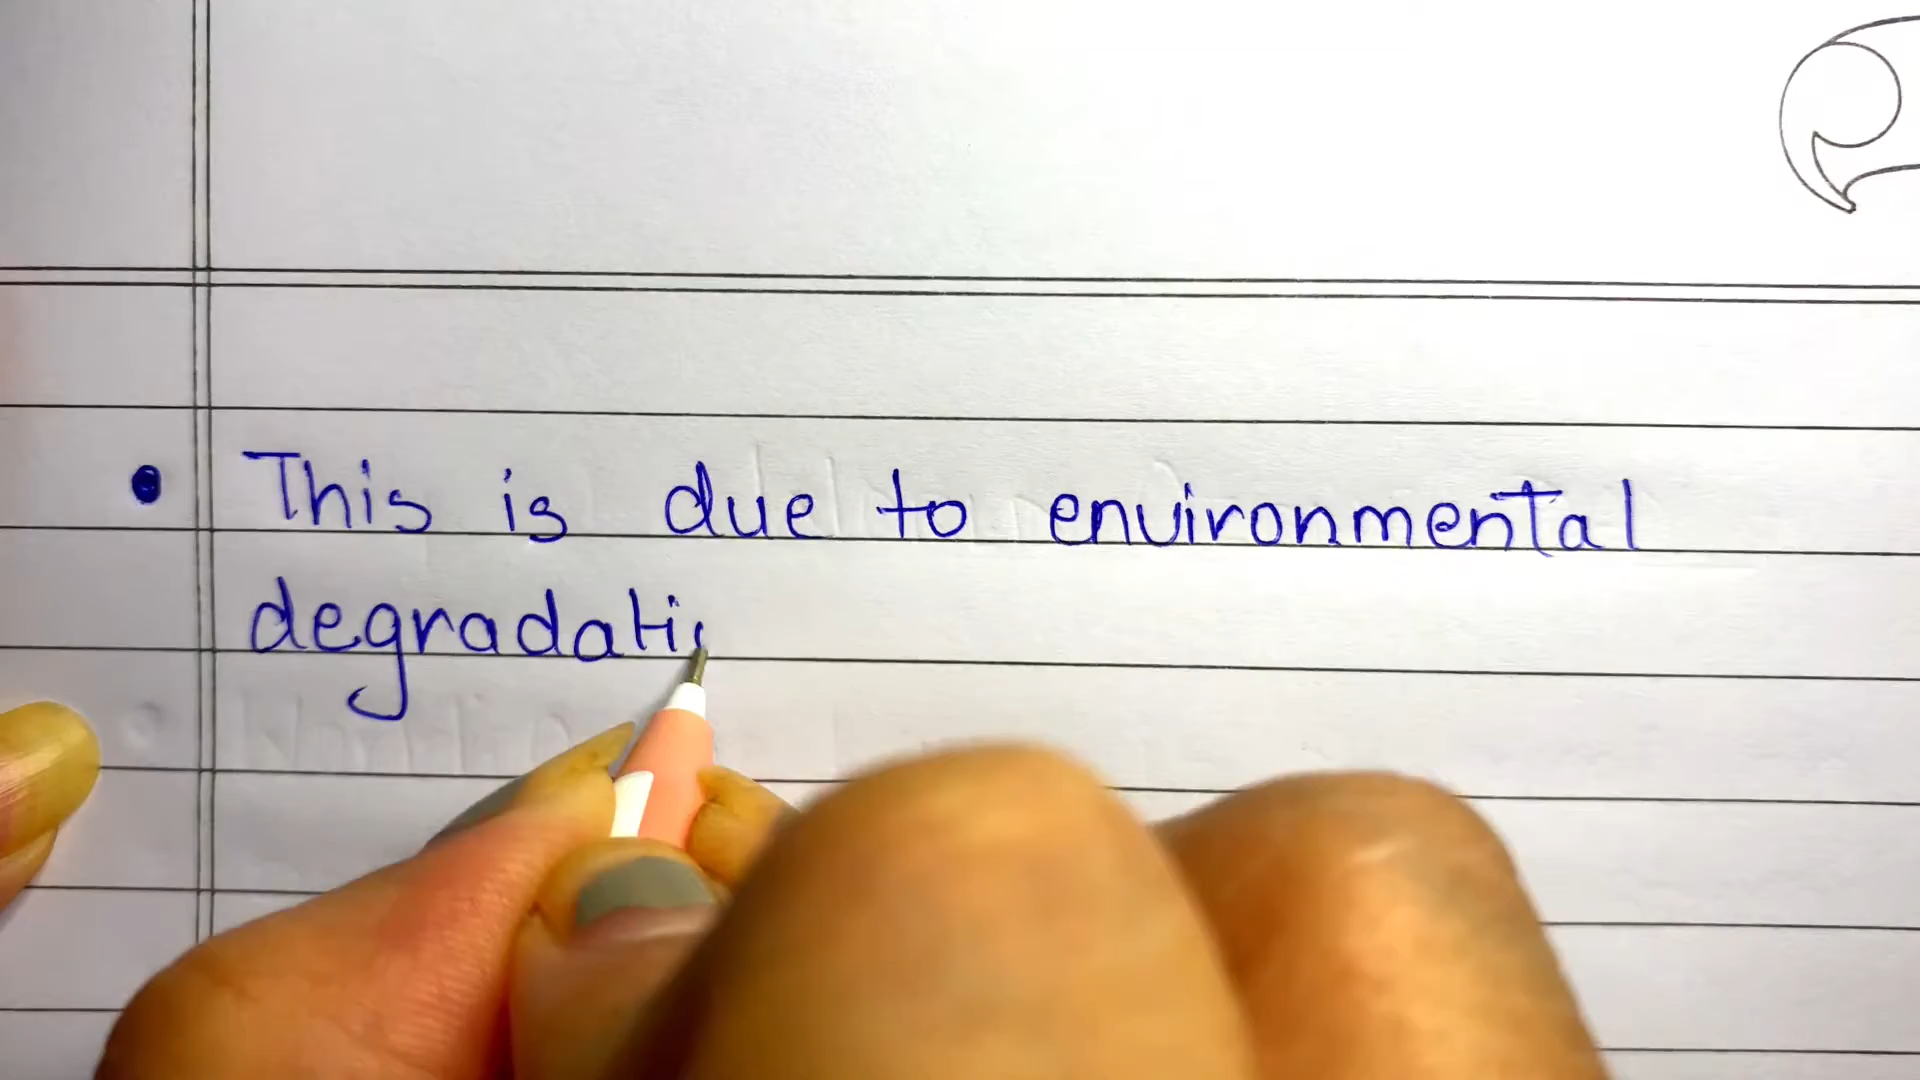 • This is due to environmental
degradati